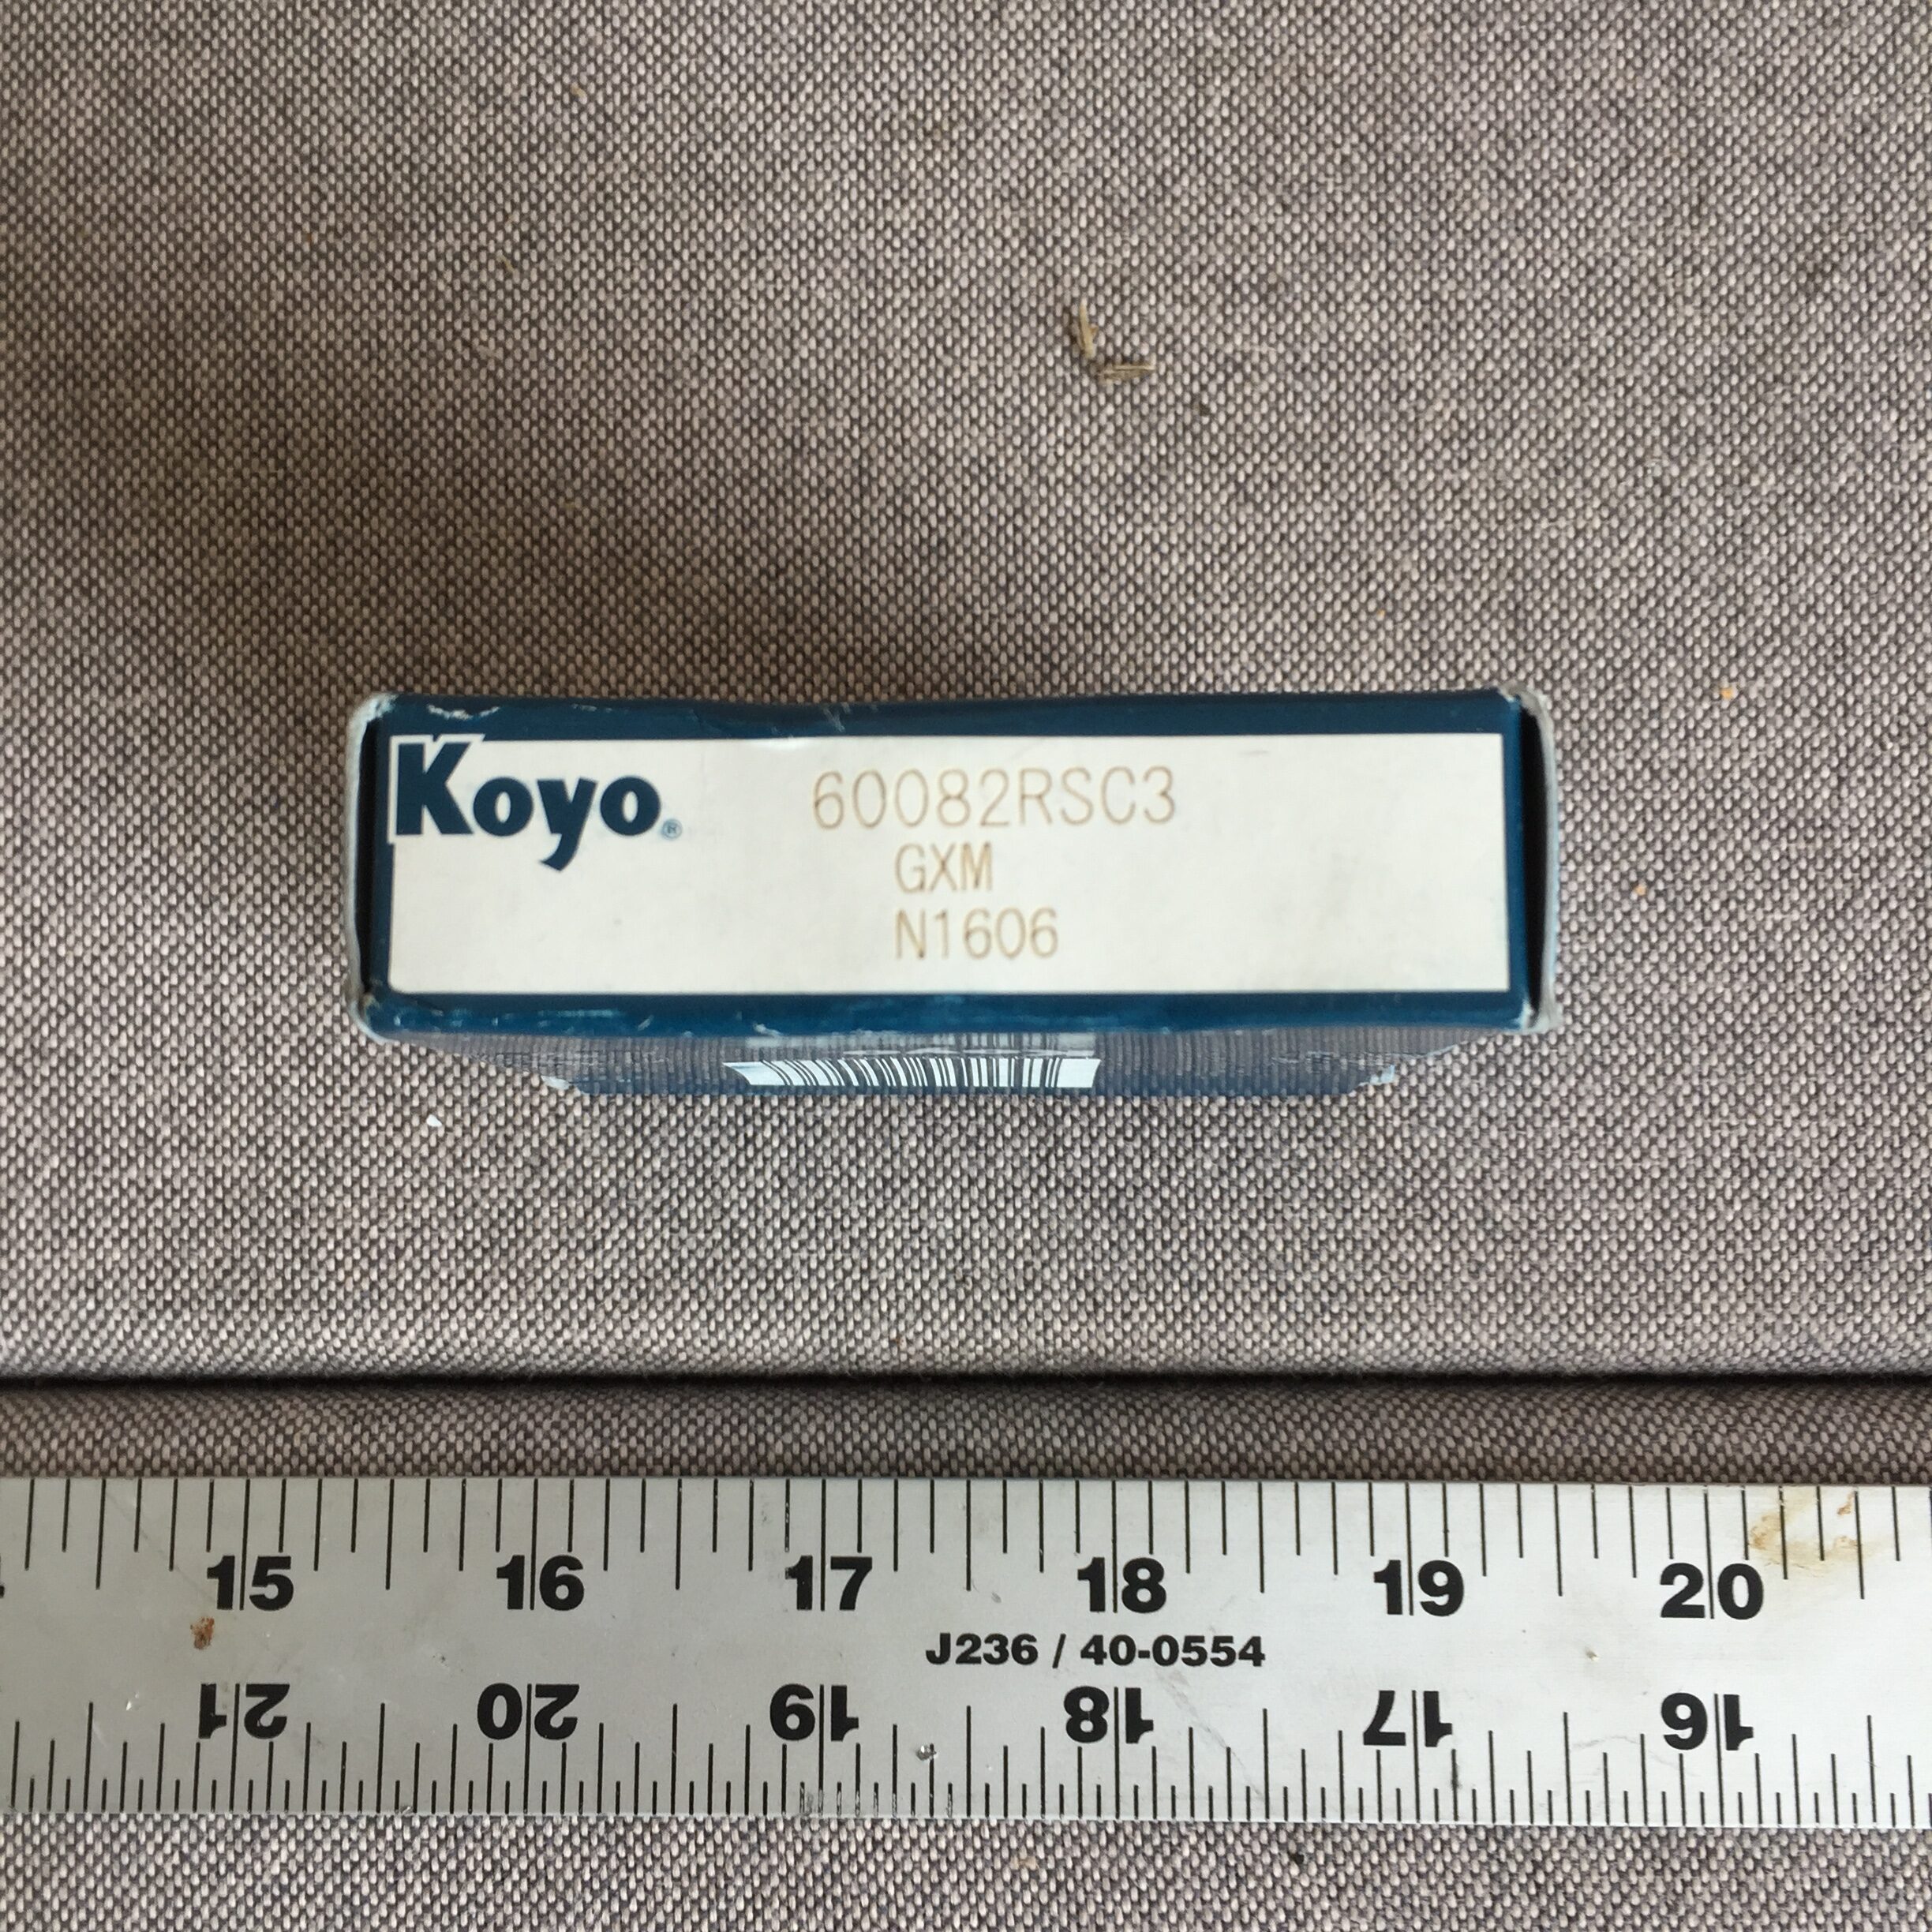 Koyo® 60082RSC3
GXM
N1606
15 16 17 18 19 20
J236 / 40-0554
21 20 19 18 17 16